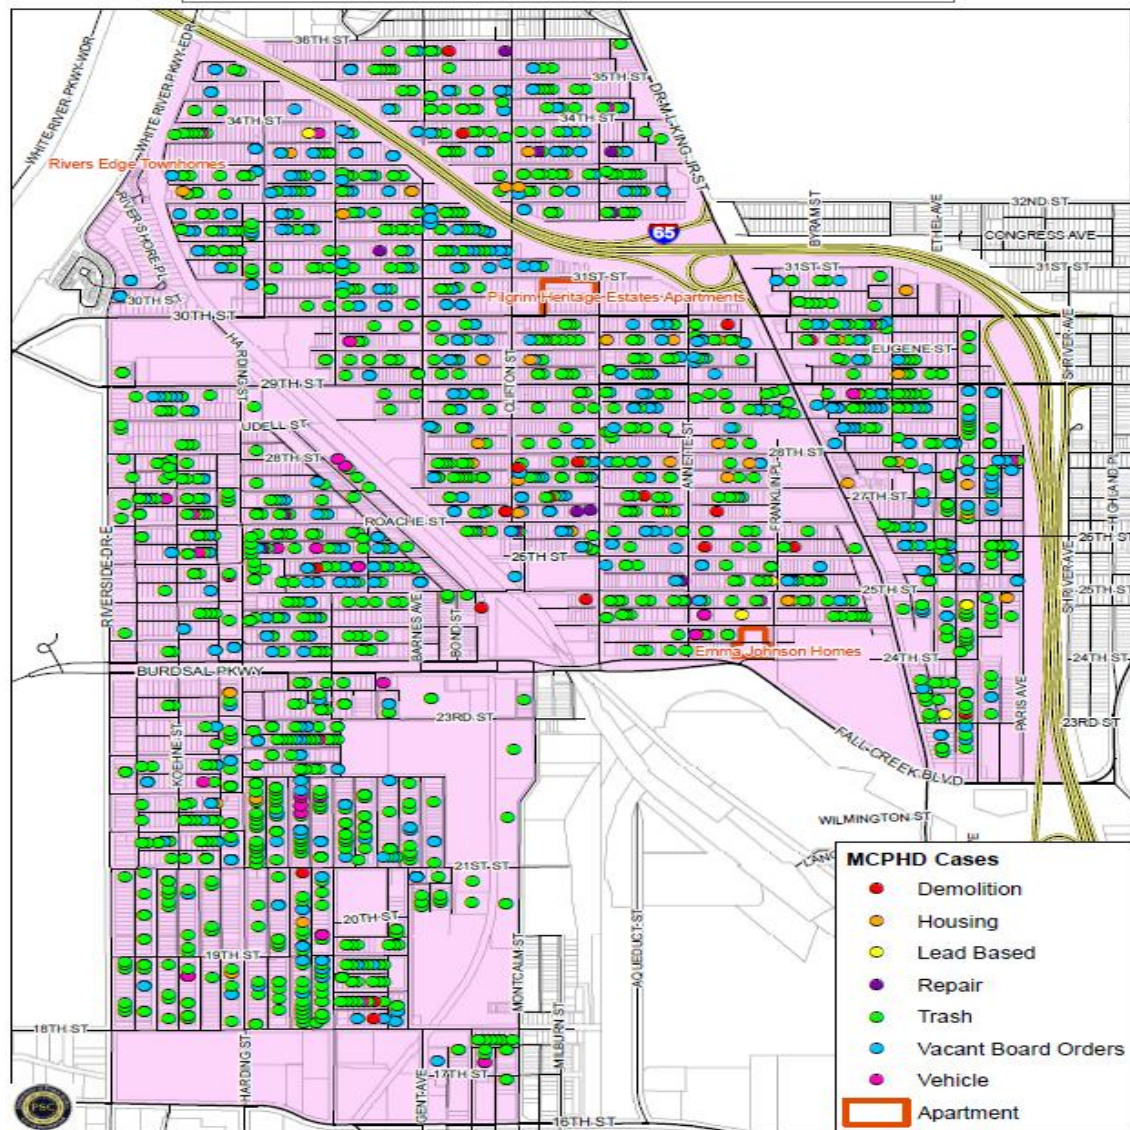 36TH ST
35TH ST
WHITE RIVER PKWY WDR
WHITE RIVER PKWY EDR
DR M L KING JR ST
34TH ST
34TH ST
Rivers Edge Townhomes
RIVER SHORE PL
BYRAM ST
ETHEL AVE
32ND ST
CONGRESS AVE
65
31ST ST
31ST ST
31ST ST
Pilgrim Heritage Estates Apartments
30TH ST
30TH ST
HARDING ST
EUGENE ST
SHRIVER AVE
29TH ST
CLIFTON ST
UDELL ST
ANNETTE ST
28TH ST
28TH ST
FRANKLIN PL
HIGHLAND PL
27TH ST
ROACHE ST
RIVERSIDE DR E
26TH ST
26TH ST
SHRIVER AVE
25TH ST
25TH ST
BARNES AVE
BOND ST
Emma Johnson Homes
24TH ST
24TH ST
BURDSAL PKWY
PARIS AVE
23RD ST
23RD ST
KOEHNE ST
FALL CREEK BLVD
WILMINGTON ST
21ST ST
20TH ST
19TH ST
AQUEDUCT ST
MONTCALM ST
18TH ST
MILBURN ST
HARDING ST
GENT AVE
17TH ST
16TH ST
MCPHD Cases
Demolition
Housing
Lead Based
Repair
Trash
Vacant Board Orders
Vehicle
Apartment
PSC